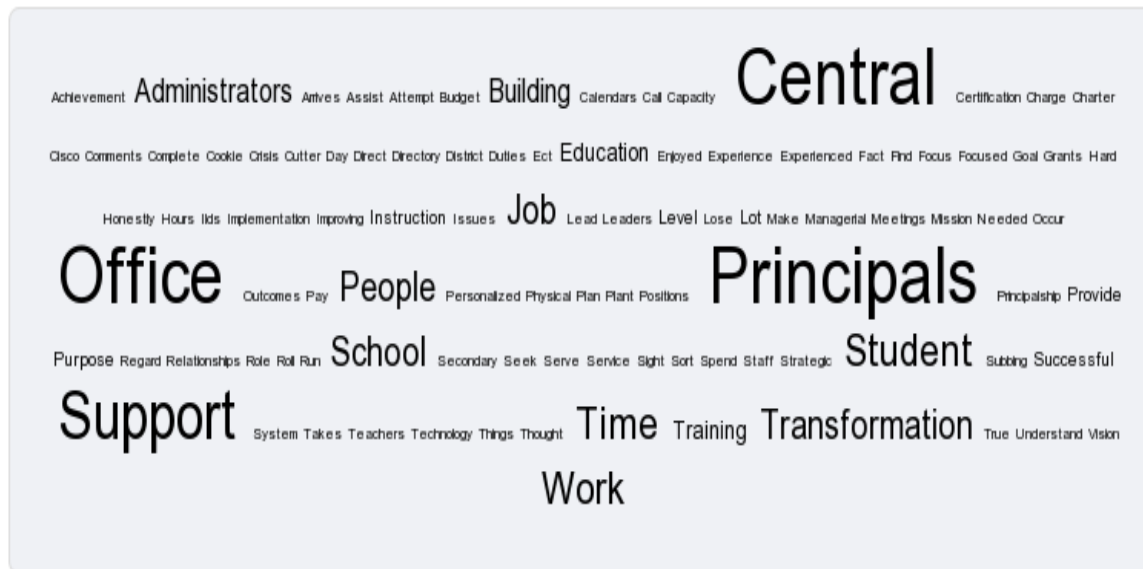 Achievement Administrators Arrives Assist Attempt Budget Building Calendars Call Capacity Central Certification Charge Charter
Cisco Comments Complete Cookie Crisis Cutter Day Direct Directory District Duties Ect Education Enjoyed Experience Experienced Fact Find Focus Focused Goal Grants Hard
Honestly Hours Ilds Implementation Improving Instruction Issues Job Lead Leaders Level Lose Lot Make Managerial Meetings Mission Needed Occur
Office Outcomes Pay People Personalized Physical Plan Plant Positions Principals Principalship Provide
Purpose Regard Relationships Role Roll Run School Secondary Seek Serve Service Sight Sort Spend Staff Strategic Student Subbing Successful
Support System Takes Teachers Technology Things Thought Time Training Transformation True Understand Vision
Work